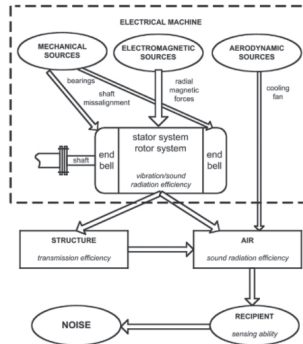 ELECTRICAL MACHINE
MECHANICAL
SOURCES
ELECTROMAGNETIC
SOURCES
AERODYNAMIC
SOURCES
bearings
shaft
missalignment
radial
magnetic
forces
cooling
fan
shaft
end
bell
stator system
rotor system
vibration/sound
radiation efficiency
end
bell
STRUCTURE
transmission efficiency
AIR
sound radiation efficiency
NOISE
RECIPIENT
sensing ability